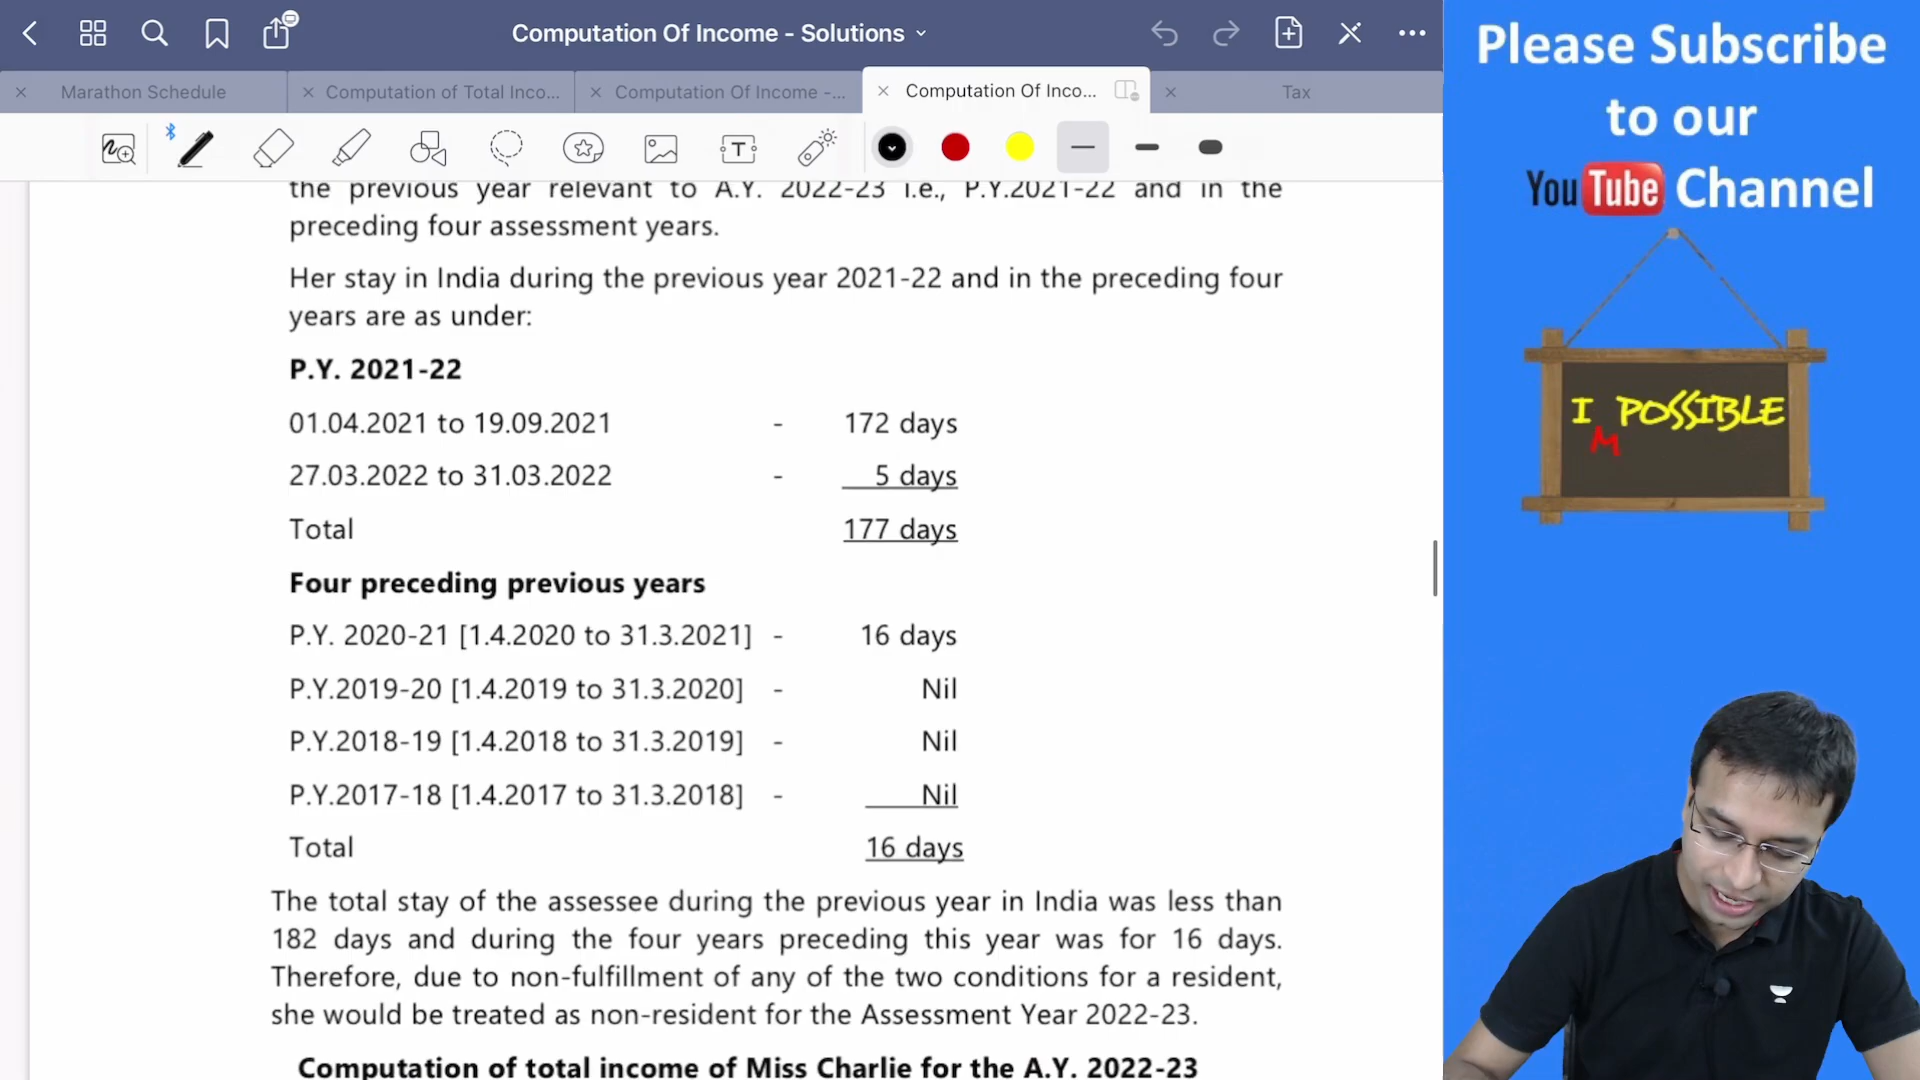 Computation Of Income - Solutions
Marathon Schedule
Computation of Total Inco...
Computation Of Income -...
Computation Of Inco...
Tax
T
the previous year relevant to A.Y. 2022-23 i.e., P.Y.2021-22 and in the
preceding four assessment years.
Her stay in India during the previous year 2021-22 and in the preceding four
years are as under:
P.Y. 2021-22
01.04.2021 to 19.09.2021 - 172 days
27.03.2022 to 31.03.2022 - 5 days
Total 177 days
Four preceding previous years
P.Y. 2020-21 [1.4.2020 to 31.3.2021] - 16 days
P.Y.2019-20 [1.4.2019 to 31.3.2020] - Nil
P.Y.2018-19 [1.4.2018 to 31.3.2019] - Nil
P.Y.2017-18 [1.4.2017 to 31.3.2018] - Nil
Total 16 days
The total stay of the assessee during the previous year in India was less than
182 days and during the four years preceding this year was for 16 days.
Therefore, due to non-fulfillment of any of the two conditions for a resident,
she would be treated as non-resident for the Assessment Year 2022-23.
Computation of total income of Miss Charlie for the A.Y. 2022-23
Please Subscribe
to our
YouTube Channel
I POSSIBLE
M